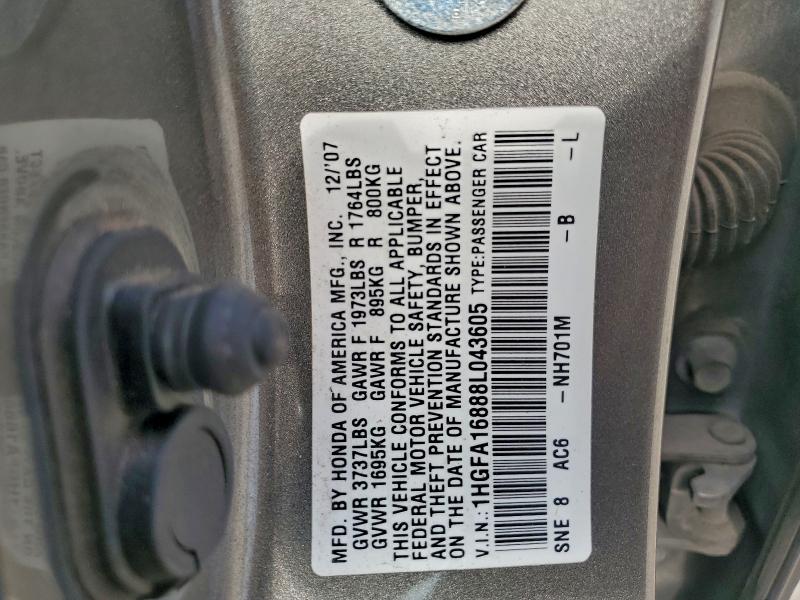 MFD. BY HONDA OF AMERICA MFG., INC. 12/'07
GVWR 3737LBS GAWR F 1973LBS R 1764LBS
GVWR 1695KG GAWR F 895KG R 800KG
THIS VEHICLE CONFORMS TO ALL APPLICABLE
FEDERAL MOTOR VEHICLE SAFETY, BUMPER,
AND THEFT PREVENTION STANDARDS IN EFFECT
ON THE DATE OF MANUFACTURE SHOWN ABOVE.
V.I.N.: 1HGFA16888L043605 TYPE:PASSENGER CAR
SNE 8 AC6 -NH701M -B -L